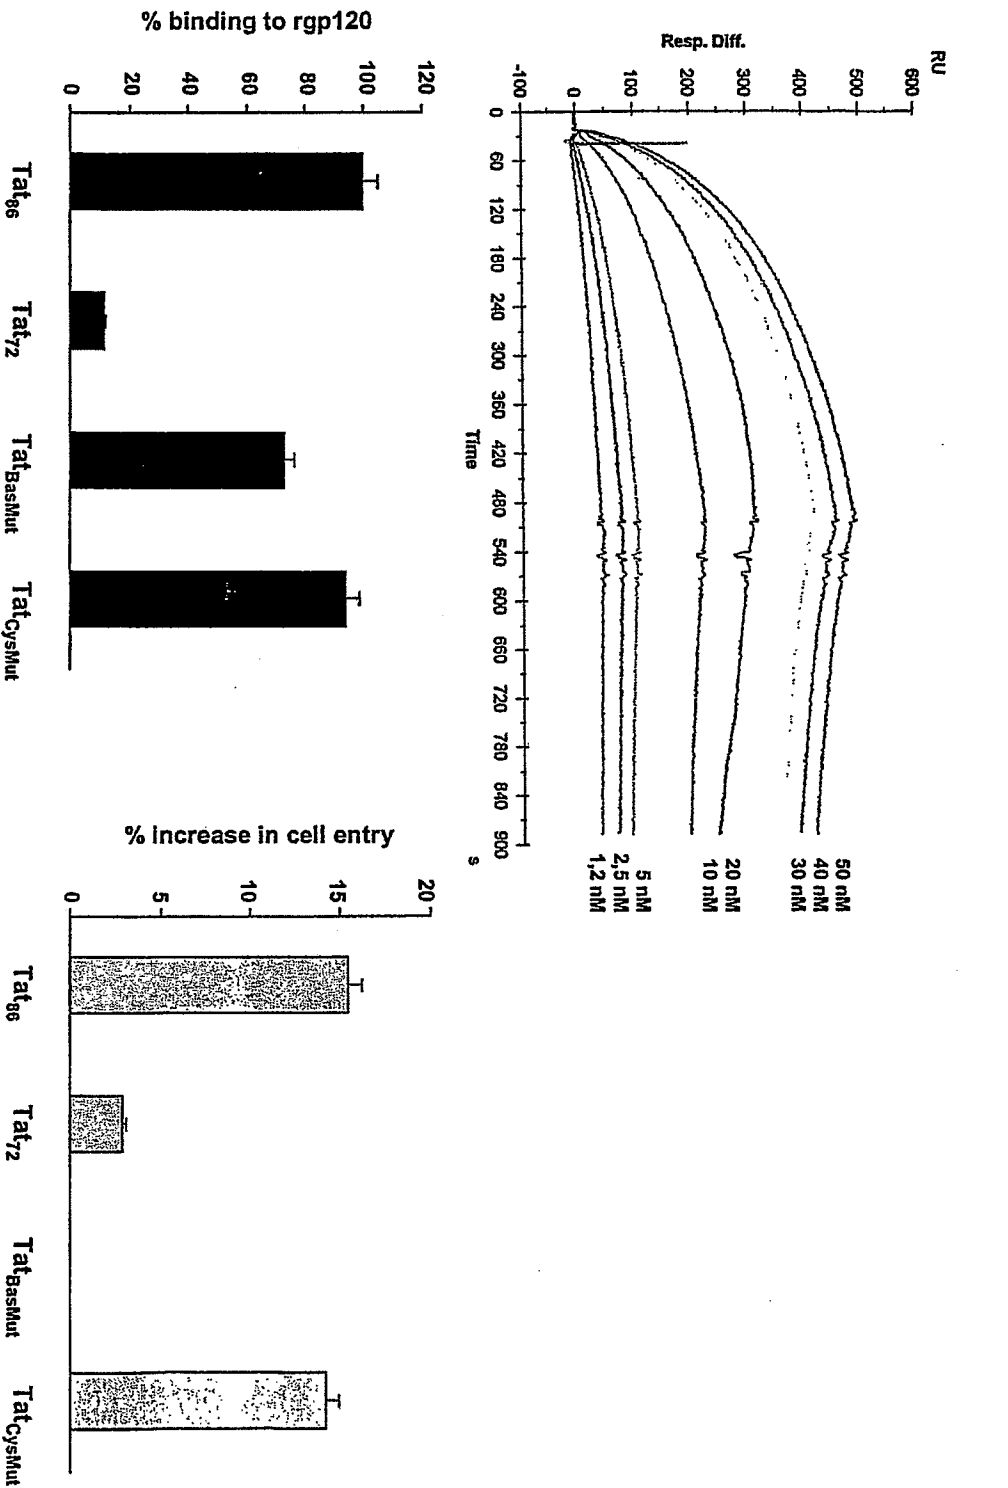 RU
Resp. Diff.
600
500
400
300
200
100
0
-100
0 60 120 180 240 300 360 420 480 540 600 660 720 780 840 900
Time
s
50 nM
40 nM
30 nM
20 nM
10 nM
5 nM
2,5 nM
1,2 nM
% binding to rgp120
120
100
80
60
40
20
0
Tat86 Tat72 TatBasMut TatCysMut
% increase in cell entry
20
15
10
5
0
Tat86 Tat72 TatBasMut TatCysMut